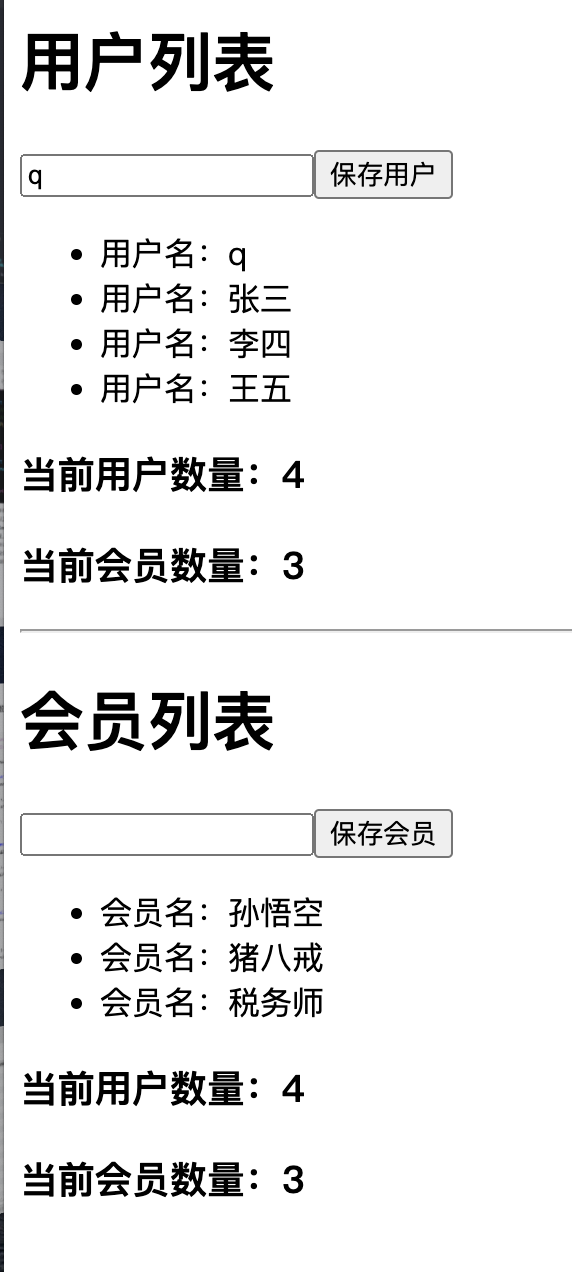 用户列表
q 保存用户
用户名：q
用户名：张三
用户名：李四
用户名：王五
当前用户数量：4
当前会员数量：3
会员列表
保存会员
会员名：孙悟空
会员名：猪八戒
会员名：税务师
当前用户数量：4
当前会员数量：3